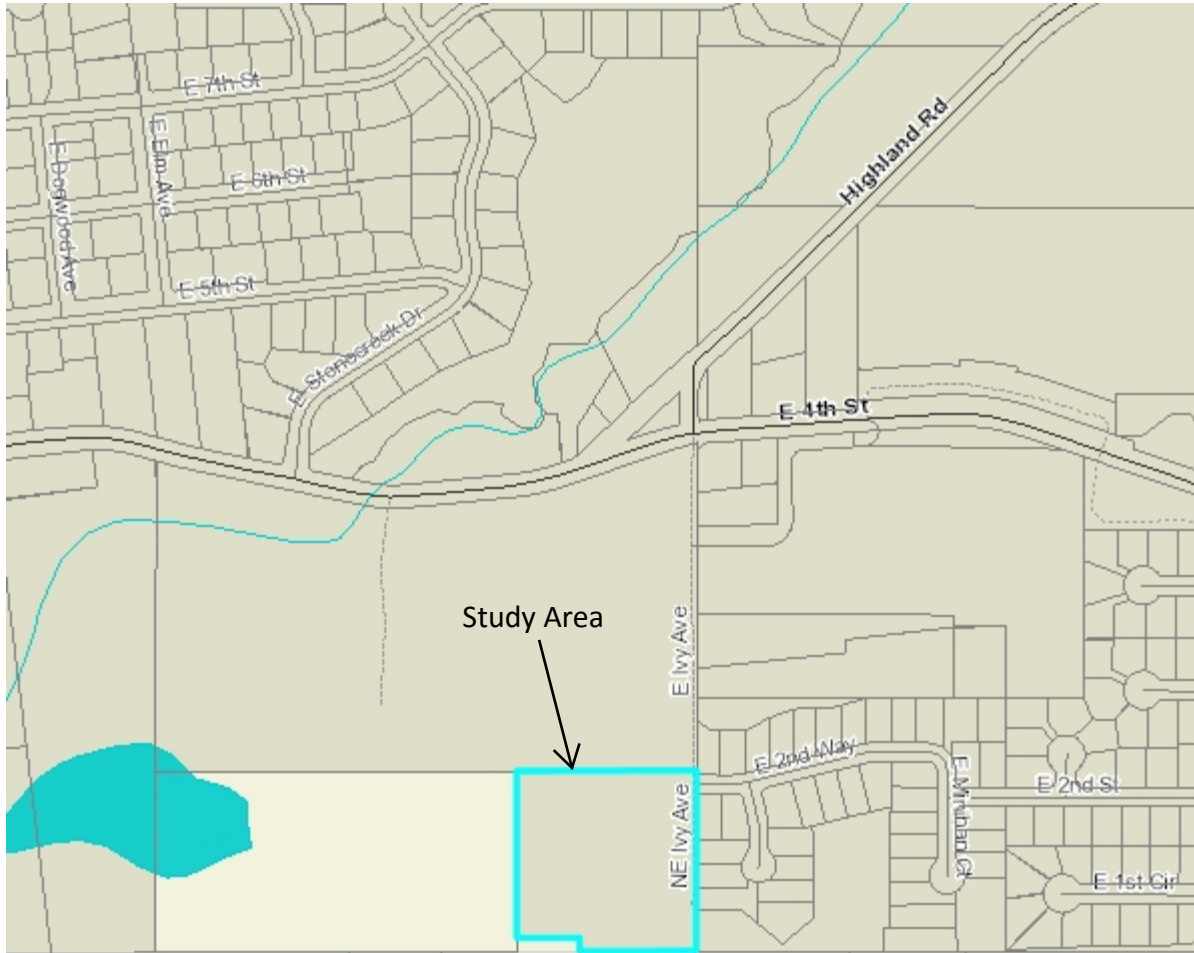 E 7th St
E Elm Ave
E Dogwood Ave
E 6th St
Highland Rd
E 5th St
E Stonecreek Dr
E 4th St
Study Area
E Ivy Ave
E 2nd Way
E Minihan Ct
E 2nd St
NE Ivy Ave
E 1st Cir